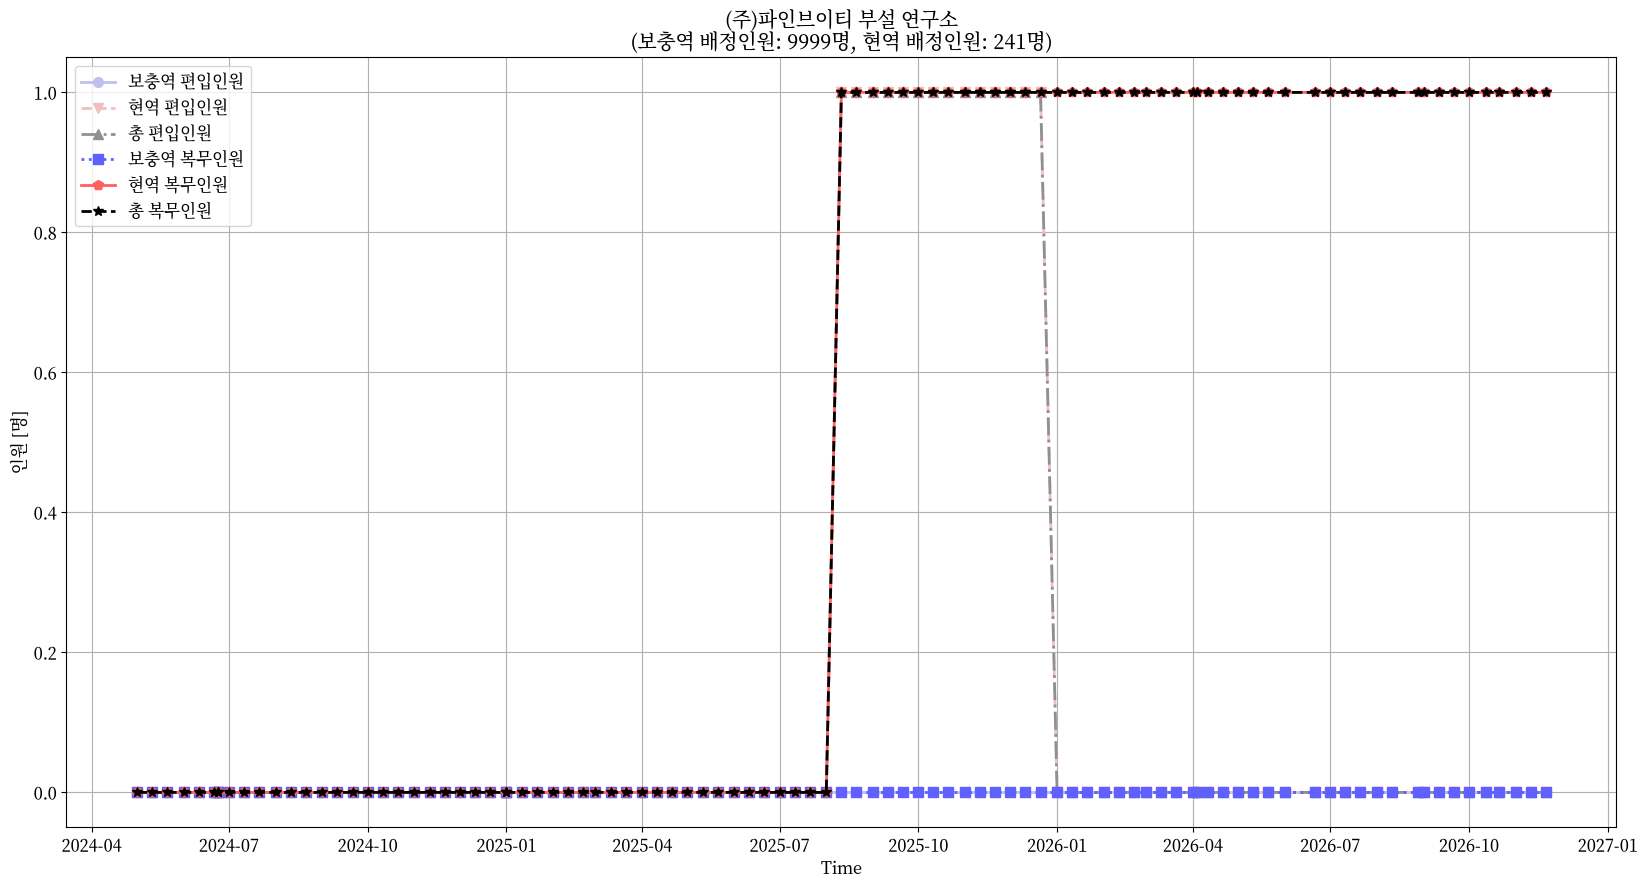 (주)파인브이티 부설 연구소
(보충역 배정인원: 9999명, 현역 배정인원: 241명)
보충역 편입인원
현역 편입인원
총 편입인원
보충역 복무인원
현역 복무인원
총 복무인원
인원 [명]
1.0
0.8
0.6
0.4
0.2
0.0
2024-04
2024-07
2024-10
2025-01
2025-04
2025-07
2025-10
2026-01
2026-04
2026-07
2026-10
2027-01
Time